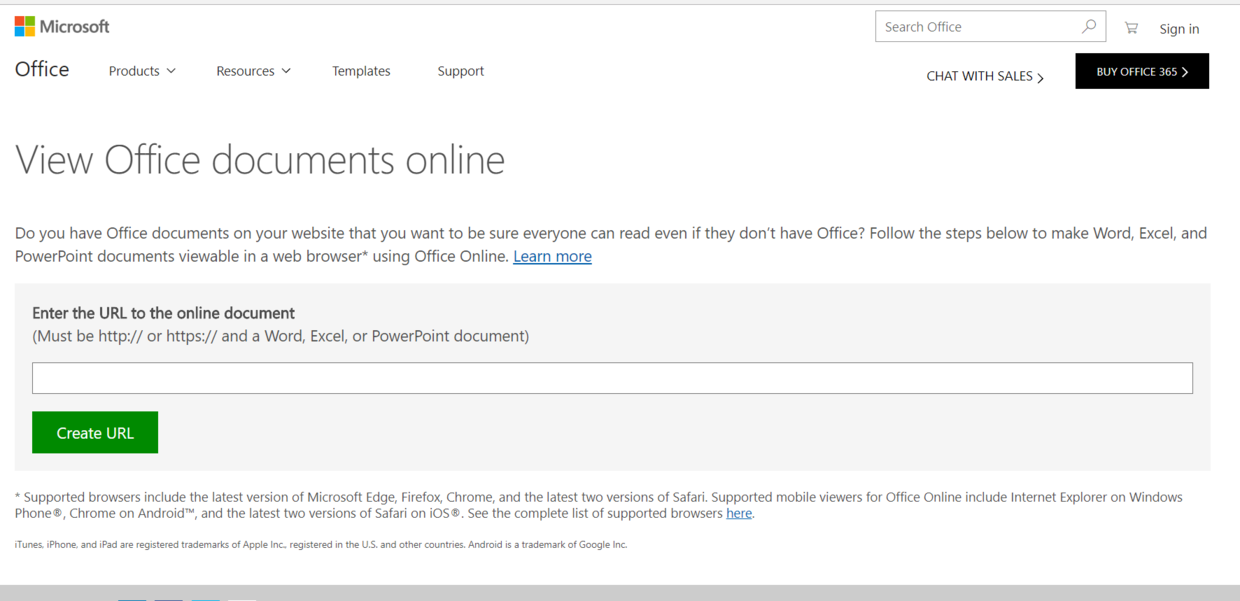 Microsoft
Search Office
Sign in
Office
Products
Resources
Templates
Support
CHAT WITH SALES
BUY OFFICE 365
View Office documents online
Do you have Office documents on your website that you want to be sure everyone can read even if they don’t have Office? Follow the steps below to make Word, Excel, and
PowerPoint documents viewable in a web browser* using Office Online. Learn more
Enter the URL to the online document
(Must be http:// or https:// and a Word, Excel, or PowerPoint document)
Create URL
* Supported browsers include the latest version of Microsoft Edge, Firefox, Chrome, and the latest two versions of Safari. Supported mobile viewers for Office Online include Internet Explorer on Windows
Phone®, Chrome on Android™, and the latest two versions of Safari on iOS®. See the complete list of supported browsers here.
iTunes, iPhone, and iPad are registered trademarks of Apple Inc., registered in the U.S. and other countries. Android is a trademark of Google Inc.